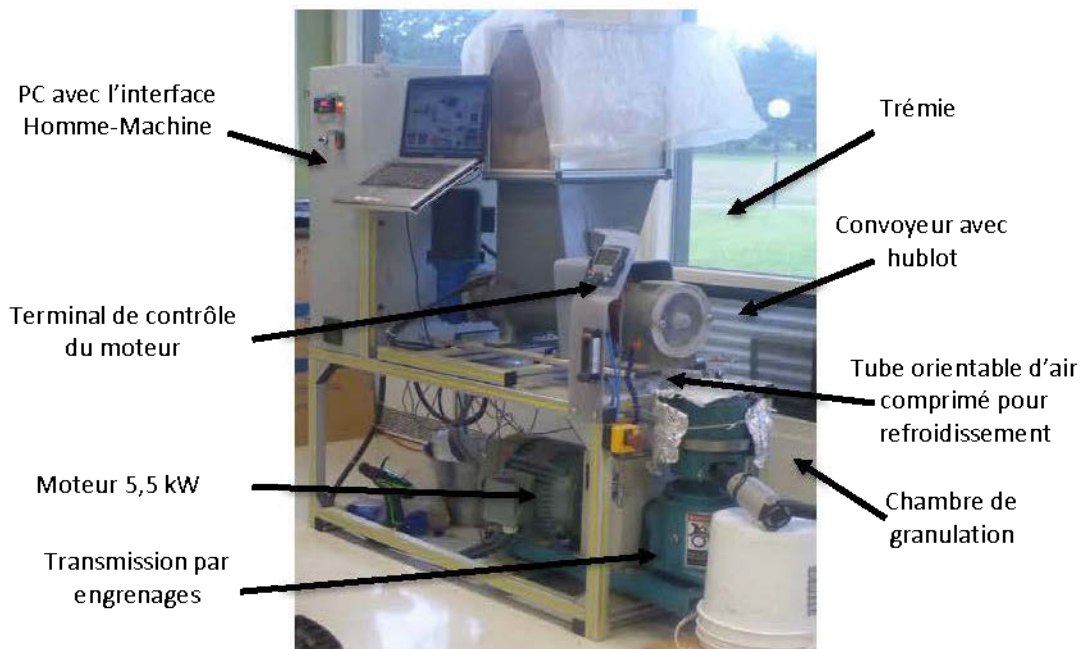 PC avec l'interface
Homme-Machine
Terminal de contrôle
du moteur
Moteur 5,5 kW
Transmission par
engrenages
Trémie
Convoyeur avec
hublot
Tube orientable d'air
comprimé pour
refroidissement
Chambre de
granulation